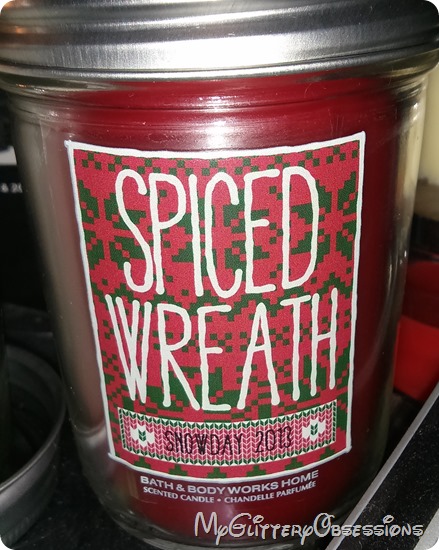 SPICED
WREATH
SNOWDAY 2013
BATH & BODY WORKS HOME
SCENTED CANDLE • CHANDELLE PARFUMÉE
MyGlitteryObsessions